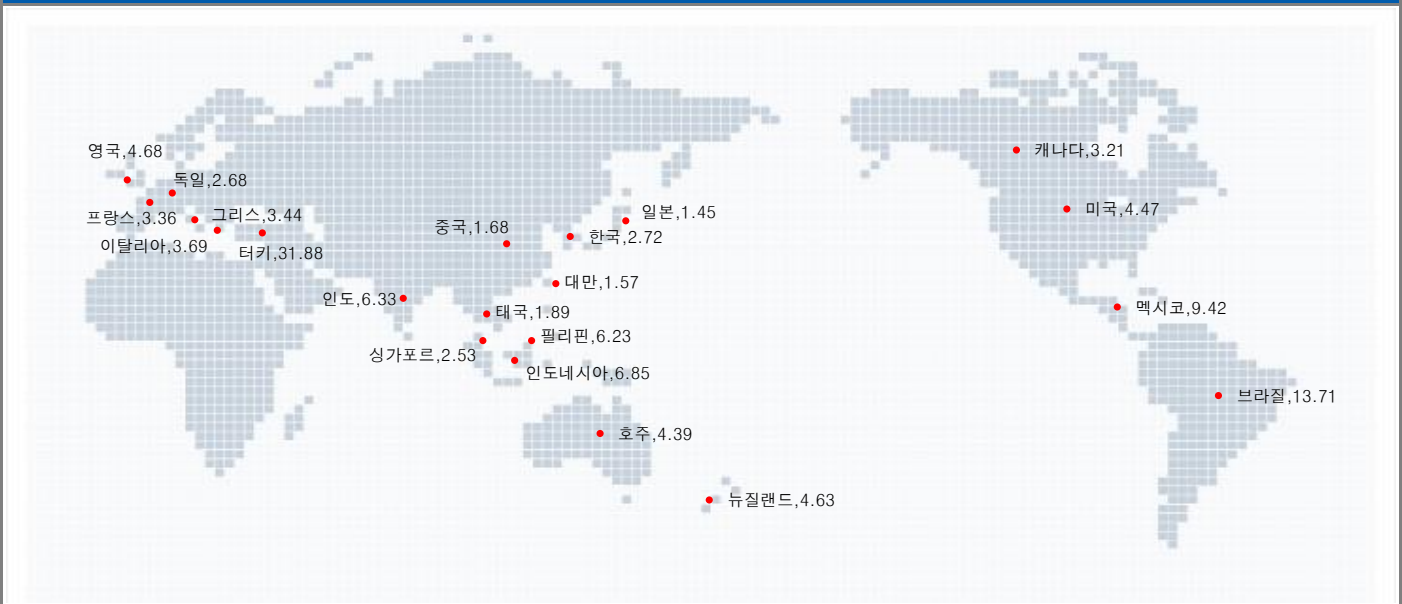 영국,4.68
캐나다,3.21
독일,2.68
프랑스,3.36
그리스,3.44
일본,1.45
미국,4.47
중국,1.68
한국,2.72
이탈리아,3.69
터키,31.88
대만,1.57
인도,6.33
태국,1.89
멕시코,9.42
필리핀,6.23
싱가포르,2.53
인도네시아,6.85
브라질,13.71
호주,4.39
뉴질랜드,4.63